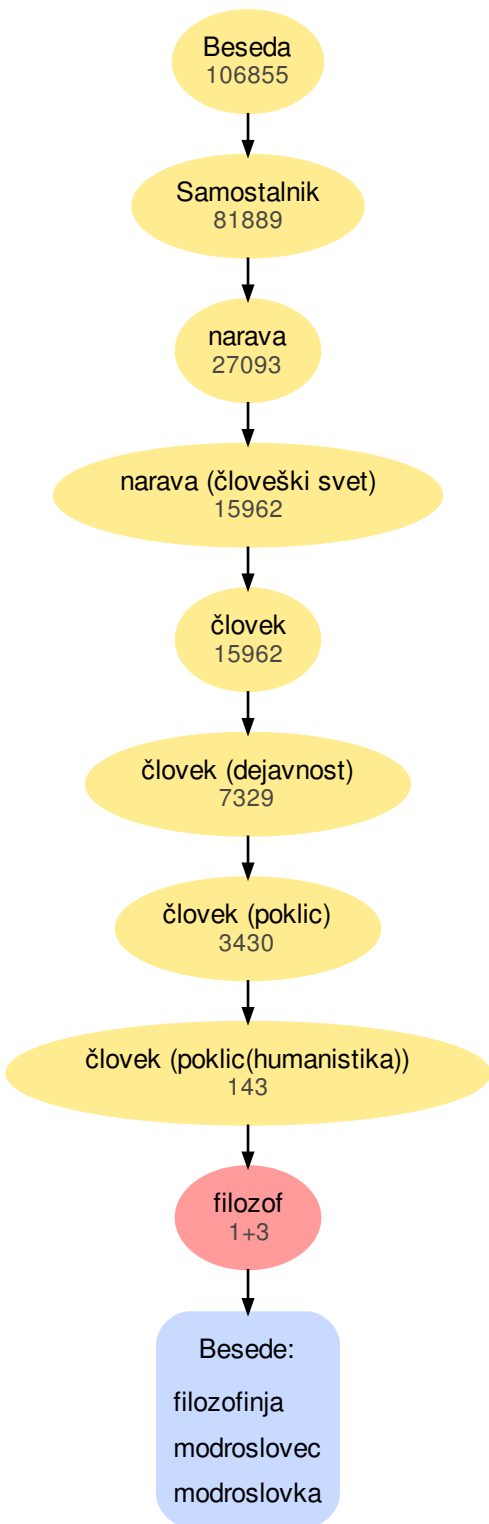 Beseda
106855
Samostalnik
81889
narava
27093
narava (človeški svet)
15962
človek
15962
človek (dejavnost)
7329
človek (poklic)
3430
človek (poklic(humanistika))
143
filozof
1+3
Besede:
filozofinja
modroslovec
modroslovka